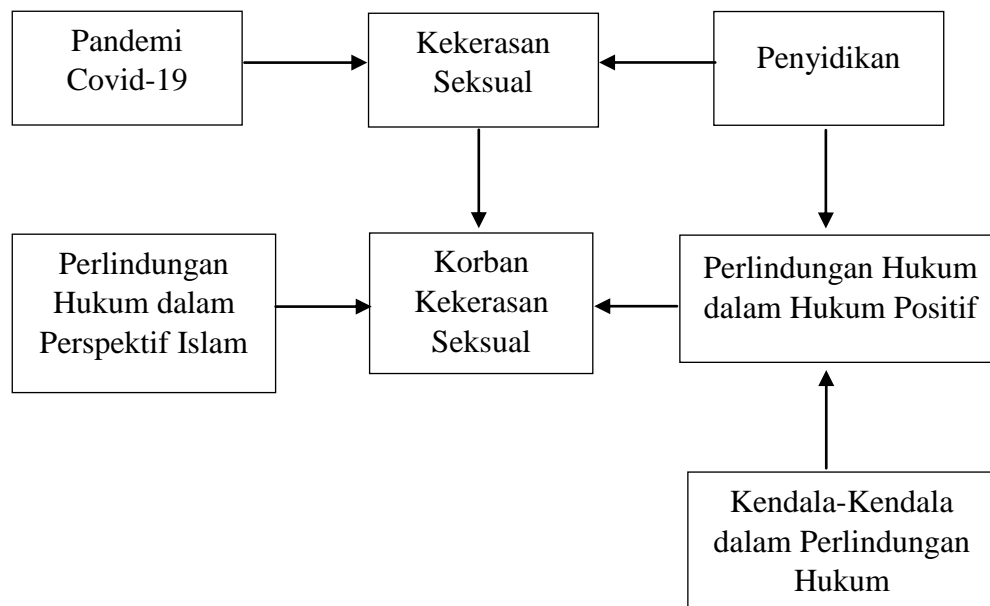 Pandemi
Covid-19
Kekerasan
Seksual
Penyidikan
Perlindungan
Hukum dalam
Perspektif Islam
Korban
Kekerasan
Seksual
Perlindungan Hukum
dalam Hukum Positif
Kendala-Kendala
dalam Perlindungan
Hukum